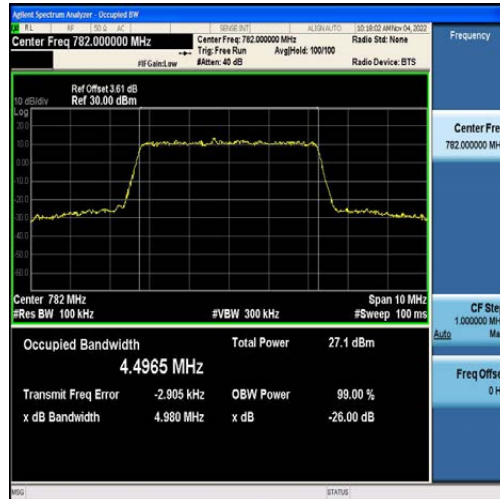 Agilent Spectrum Analyzer - Occupied BW
RL RF 50 Ω AC SENSE:INT ALIGN AUTO 10:18:02 AM Nov 04, 2022
Center Freq 782.000000 MHz Center Freq: 782.000000 MHz Radio Std: None Frequency
Trig: Free Run Avg|Hold: 100/100
#IFGain:Low #Atten: 40 dB Radio Device: BTS
Ref Offset 3.61 dB
10 dB/div Ref 30.00 dBm
Log
20.0
10.0
0.00
-10.0
-20.0
-30.0
-40.0
-50.0
-60.0
Center Fre
782.000000 MH
Center 782 MHz Span 10 MHz
#Res BW 100 kHz #VBW 300 kHz #Sweep 100 ms
CF Ste
1.000000 MH
Auto Ma
Occupied Bandwidth Total Power 27.1 dBm
4.4965 MHz
Transmit Freq Error -2.905 kHz OBW Power 99.00 %
x dB Bandwidth 4.980 MHz x dB -26.00 dB
Freq Offse
0 H
MSG STATUS